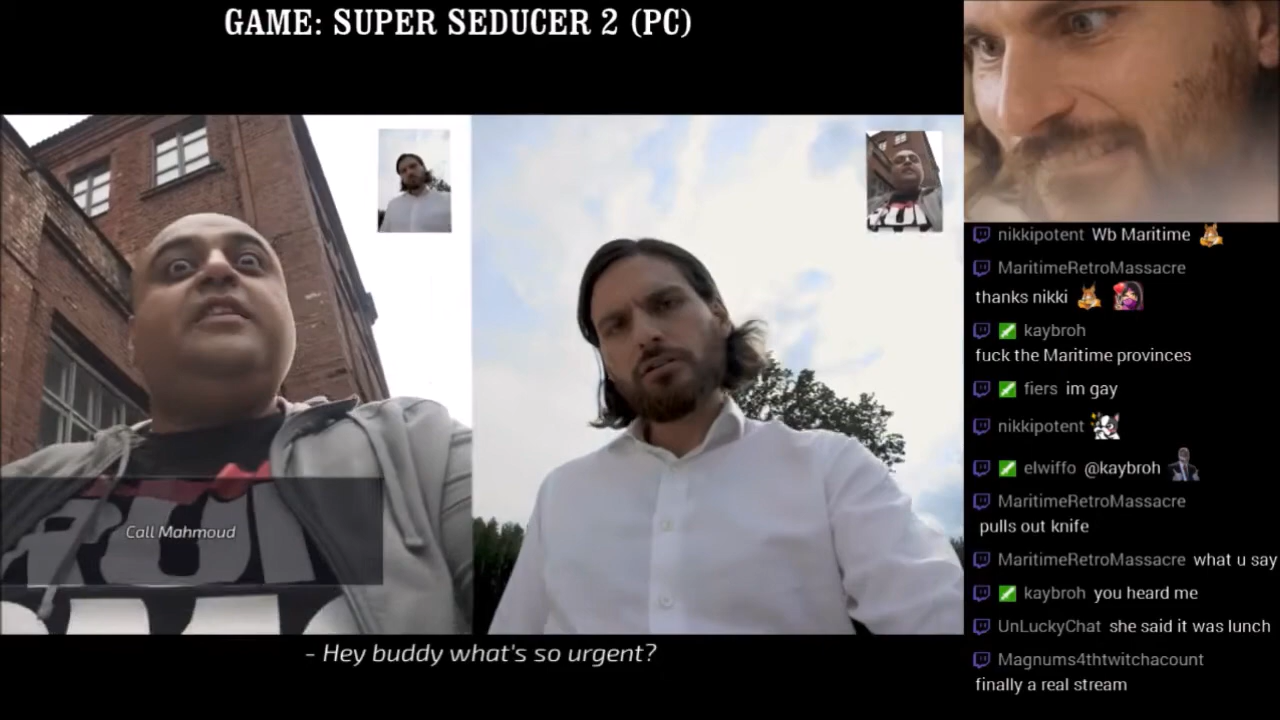 GAME: SUPER SEDUCER 2 (PC)
Call Mahmoud
- Hey buddy what's so urgent?
nikkipotent Wb Maritime
MaritimeRetroMassacre
thanks nikki
kaybroh
fuck the Maritime provinces
fiers im gay
nikkipotent
elwiffo @kaybroh
MaritimeRetroMassacre
pulls out knife
MaritimeRetroMassacre what u say
kaybroh you heard me
UnLuckyChat she said it was lunch
Magnums4thtwitchacount
finally a real stream